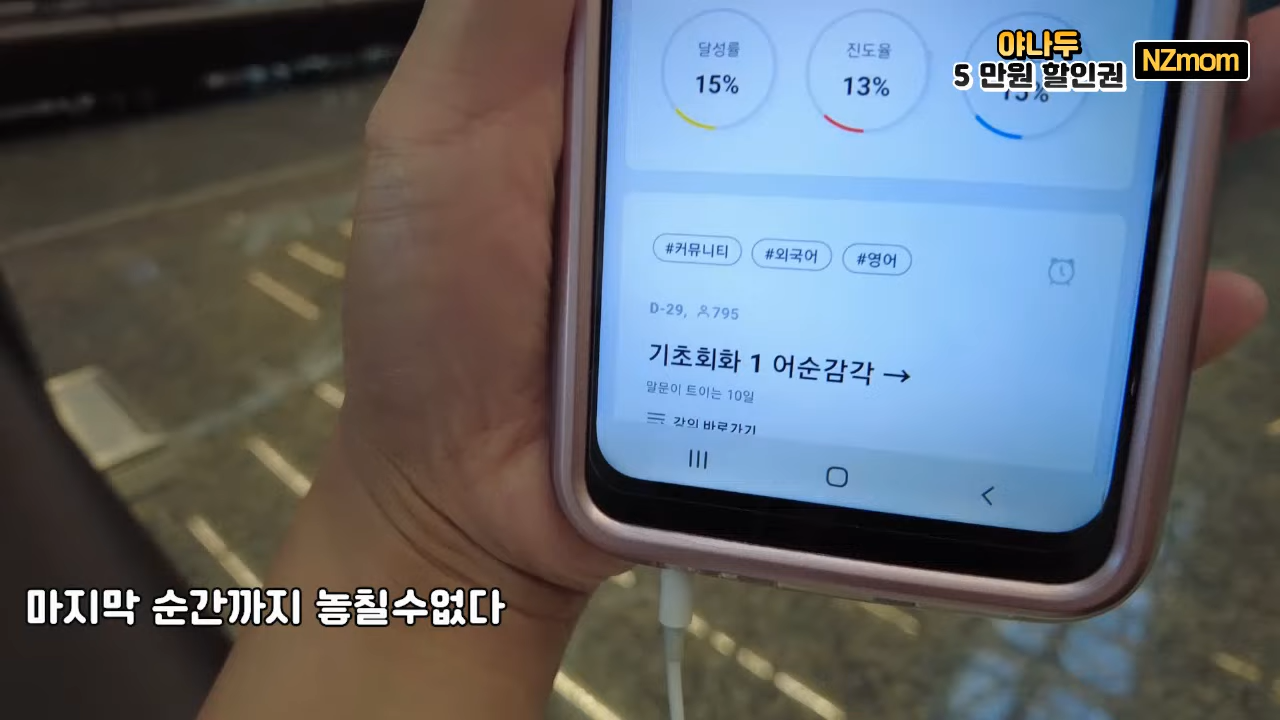 달성률
15%
진도율
13%
야나두
5 만원 할인권
NZmom
#커뮤니티
#외국어
#영어
D-29, 795
기초회화 1 어순감각 →
말문이 트이는 10일
강의 바로가기
마지막 순간까지 놓칠수없다